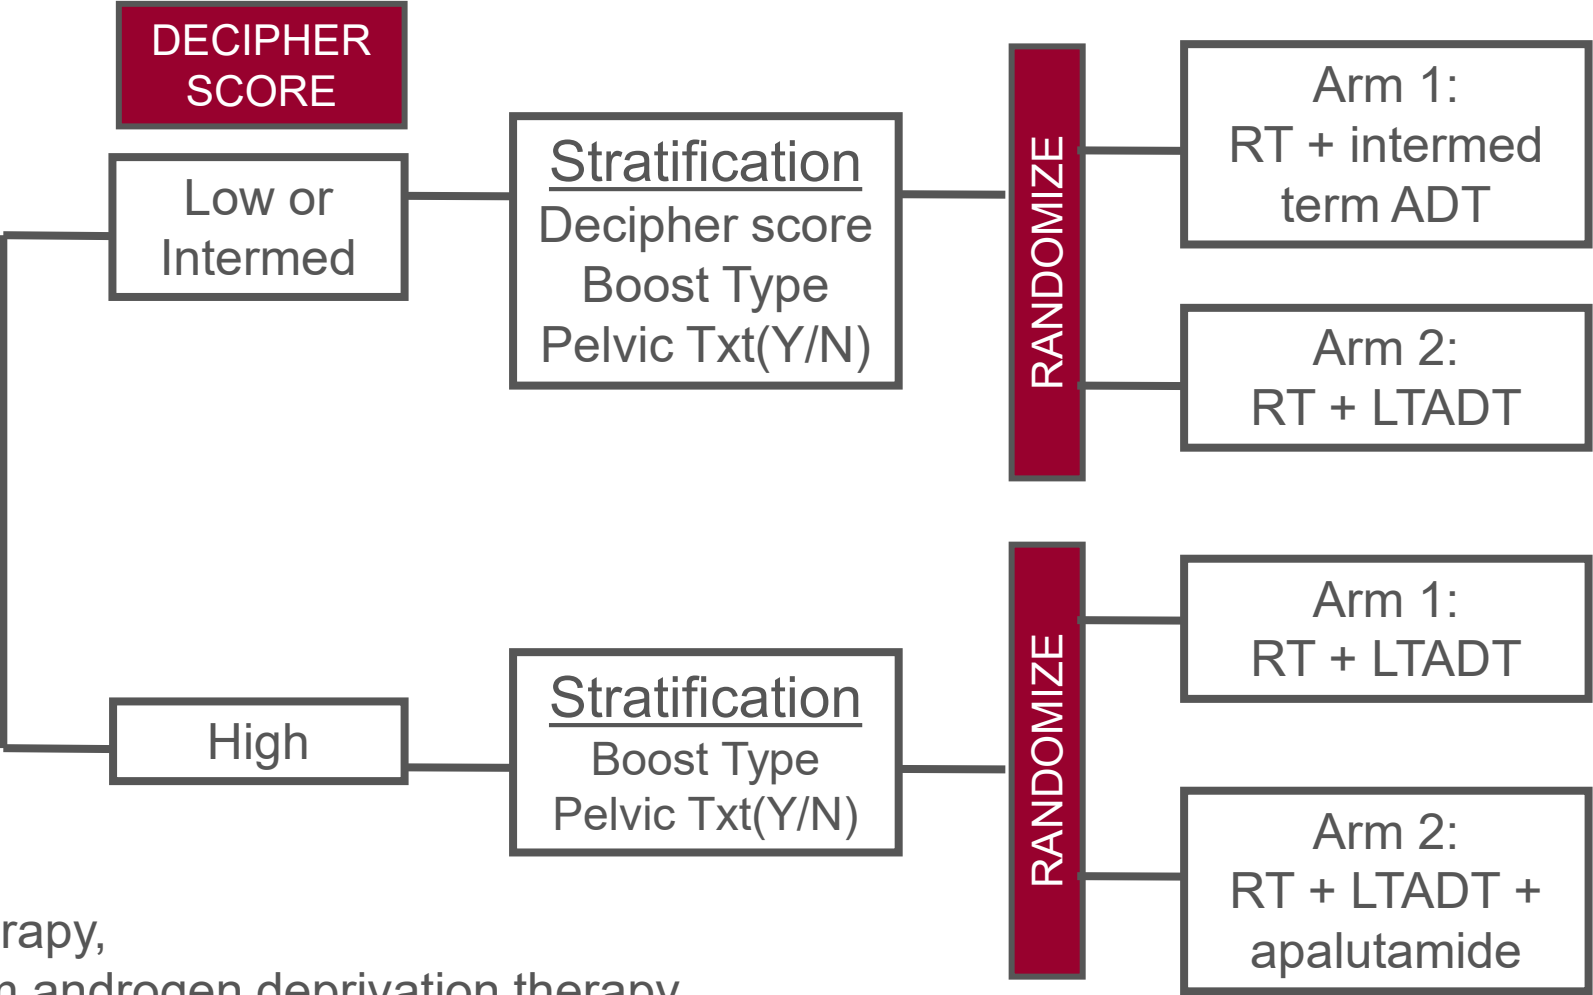 DECIPHER
SCORE
Low or
Intermed
Stratification
Decipher score
Boost Type
Pelvic Txt(Y/N)
RANDOMIZE
Arm 1:
RT + intermed
term ADT
Arm 2:
RT + LTADT
High
Stratification
Boost Type
Pelvic Txt(Y/N)
RANDOMIZE
Arm 1:
RT + LTADT
Arm 2:
RT + LTADT +
apalutamide
rapy,
androgen deprivation therapy